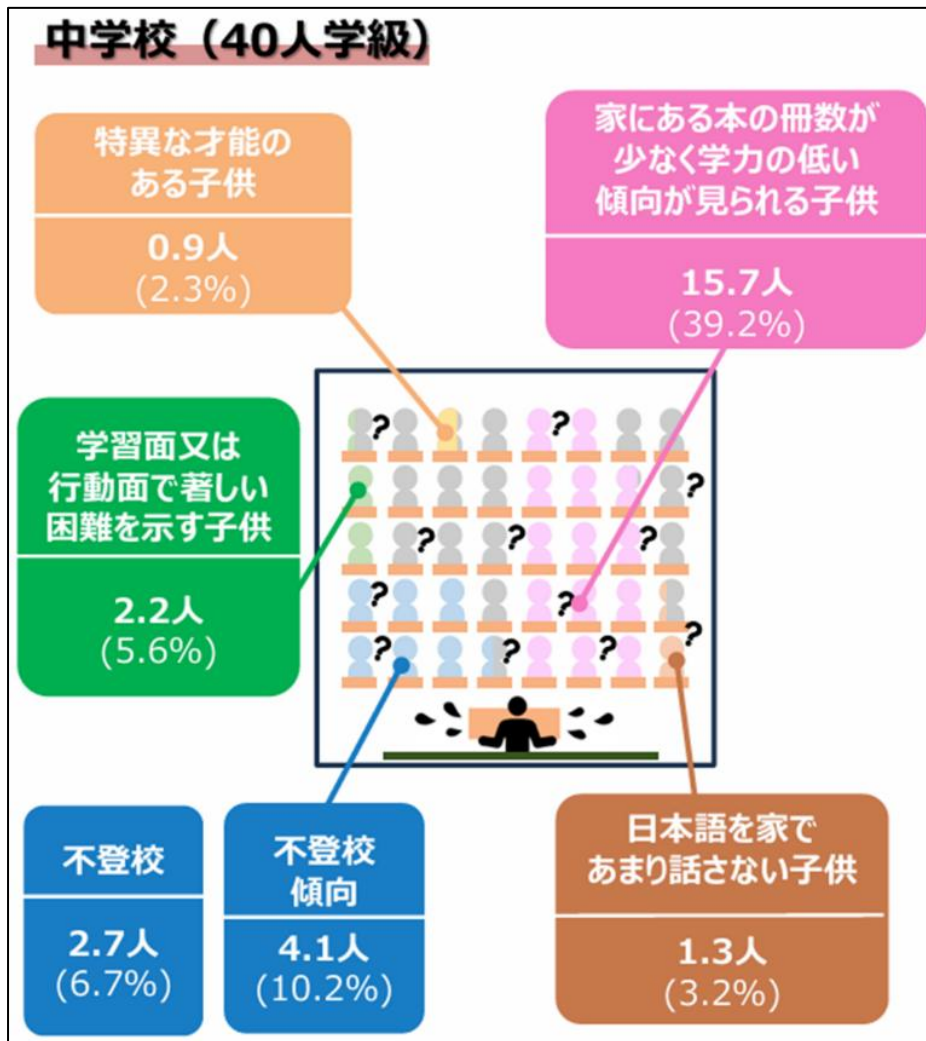 中学校（40人学級）
特異な才能の
ある子供
0.9人
(2.3%)
家にある本の冊数が
少なく学力の低い
傾向が見られる子供
15.7人
(39.2%)
学習面又は
行動面で著しい
困難を示す子供
2.2人
(5.6%)
?
?
?
?
?
?
?
?
?
?
?
?
?
不登校
2.7人
(6.7%)
不登校
傾向
4.1人
(10.2%)
日本語を家で
あまり話さない子供
1.3人
(3.2%)